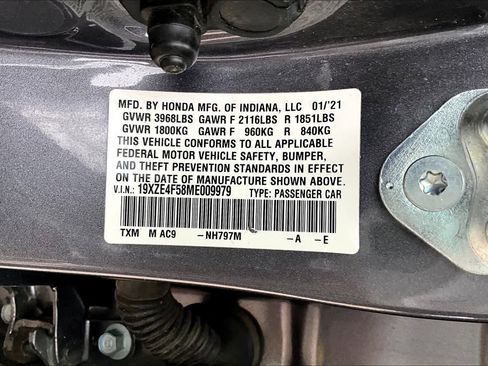 MFD. BY HONDA MFG. OF INDIANA, LLC 01/'21
GVWR 3968LBS GAWR F 2116LBS R 1851LBS
GVWR 1800KG GAWR F 960KG R 840KG
THIS VEHICLE CONFORMS TO ALL APPLICABLE
FEDERAL MOTOR VEHICLE SAFETY, BUMPER,
AND THEFT PREVENTION STANDARDS IN EFFECT
ON THE DATE OF MANUFACTURE SHOWN ABOVE.
V.I.N.: 19XZE4F58ME009979 TYPE: PASSENGER CAR
TXM M AC9 -NH797M -A -E